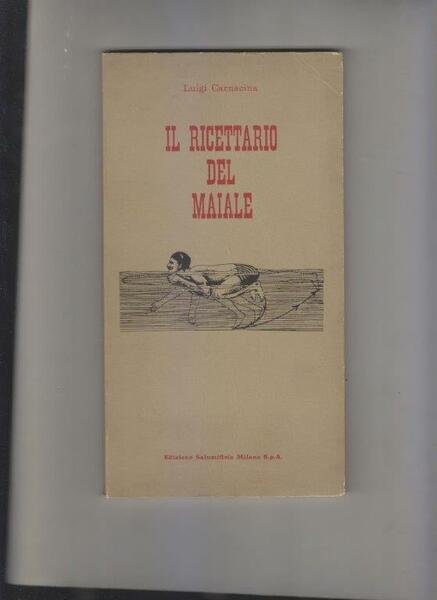 Luigi Carnacina
IL RICETTARIO
DEL
MAIALE
Edizione Salumificio Milano S.p.A.